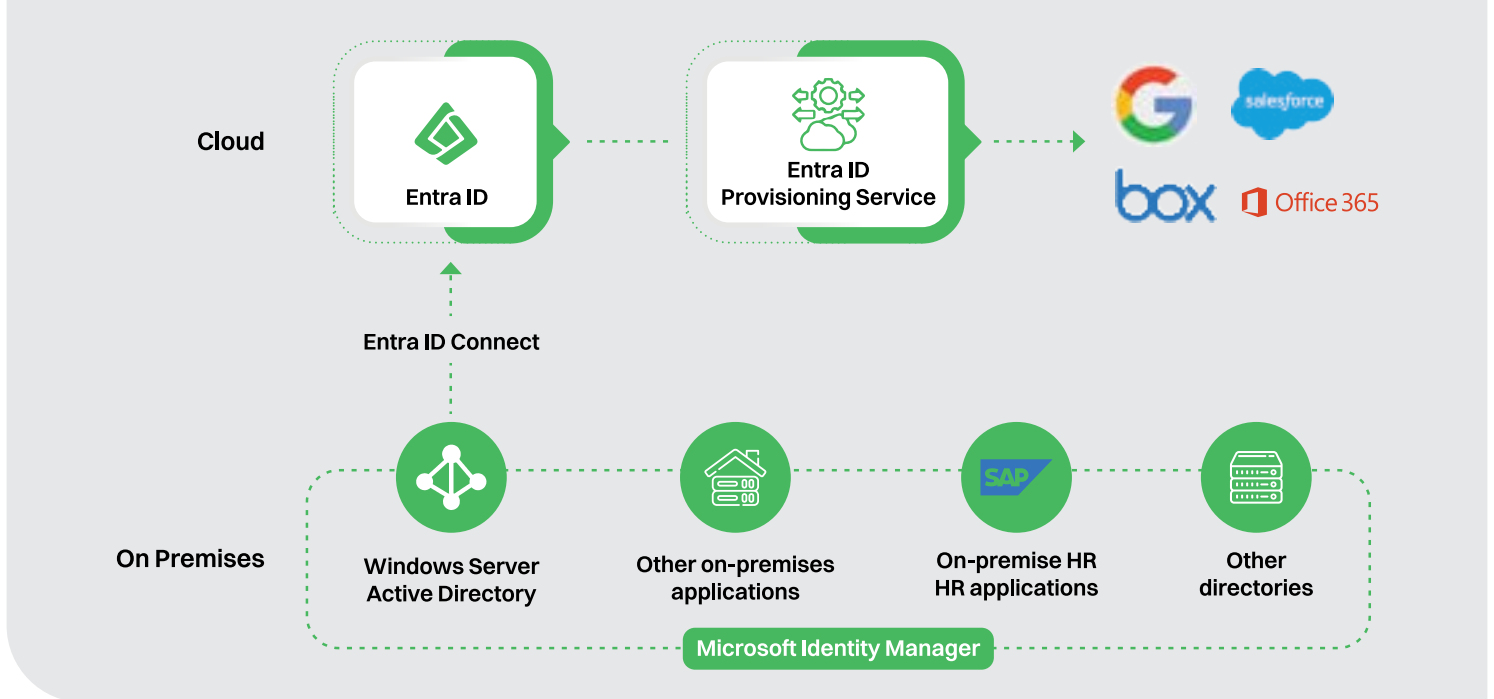 Cloud
Entra ID
Entra ID
Provisioning Service
G
salesforce
box
Office 365
Entra ID Connect
SAP
On Premises
Windows Server
Active Directory
Other on-premises
applications
On-premise HR
HR applications
Other
directories
Microsoft Identity Manager